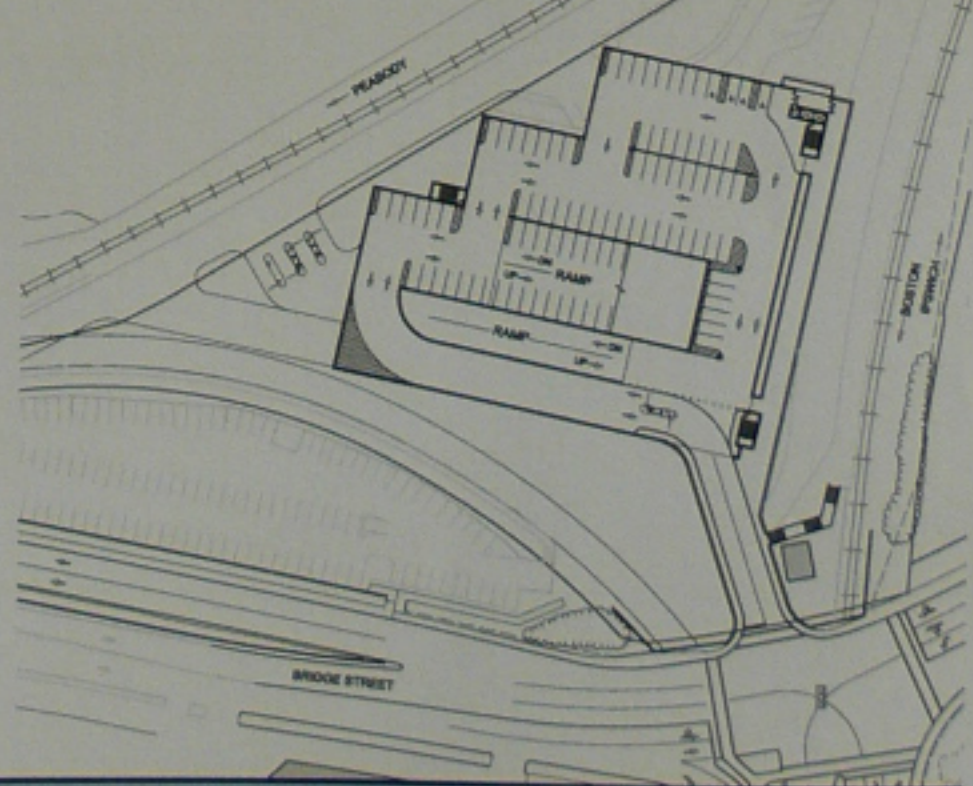 PEABODY
BOSTON
IPSWICH
DN
UP
RAMP
RAMP
DN
UP
BRIDGE STREET